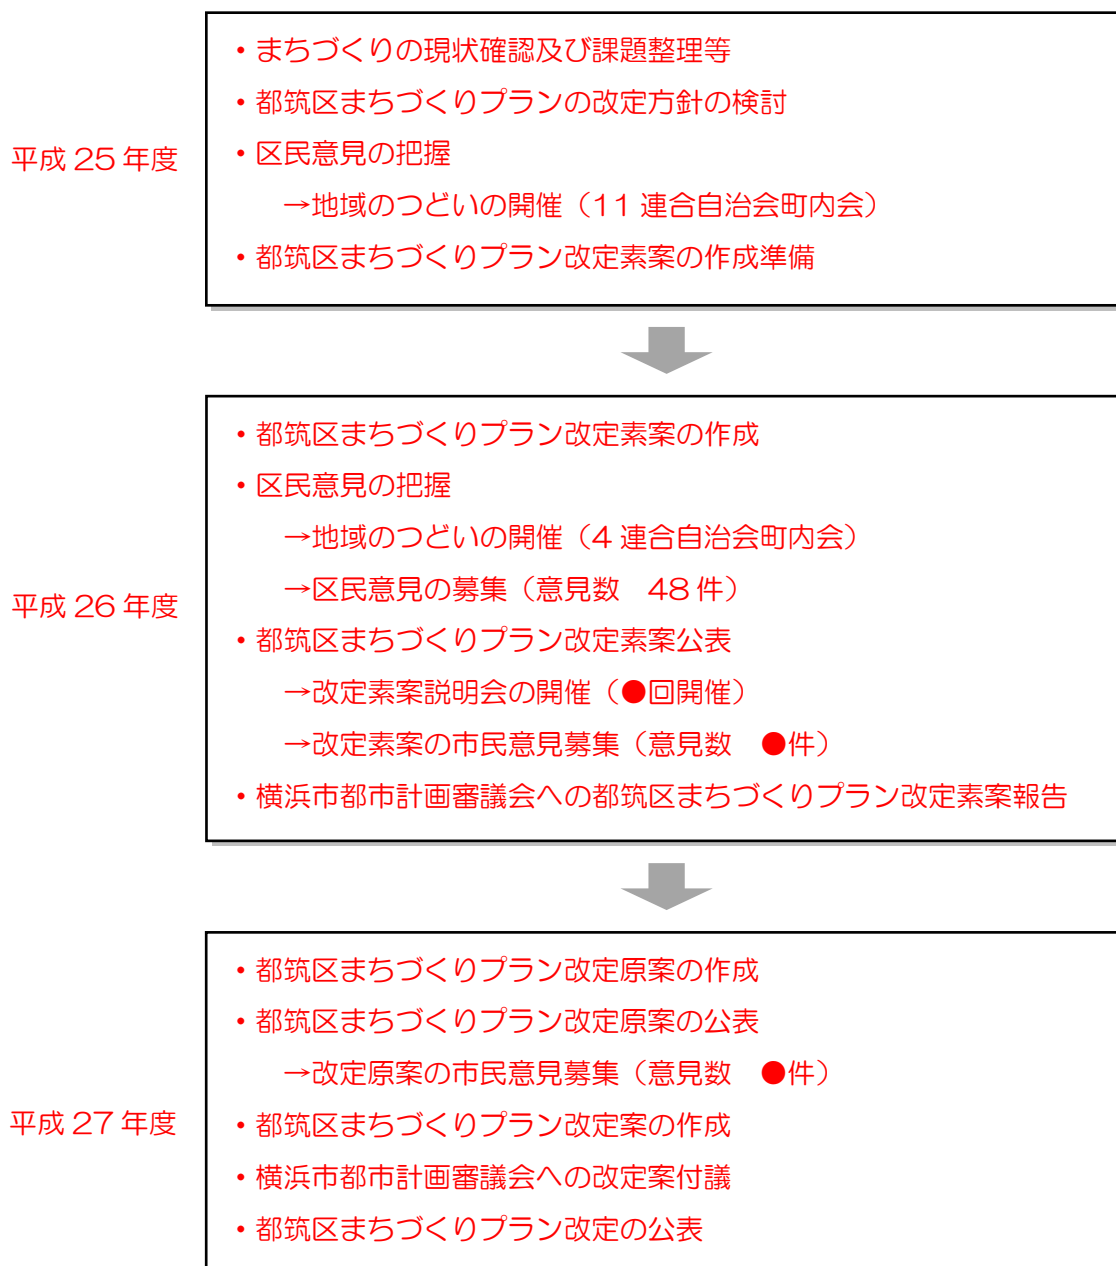 平成 25 年度
・まちづくりの現状確認及び課題整理等
・都筑区まちづくりプランの改定方針の検討
・区民意見の把握
→地域のつどいの開催（11 連合自治会町内会）
・都筑区まちづくりプラン改定素案の作成準備
平成 26 年度
・都筑区まちづくりプラン改定素案の作成
・区民意見の把握
→地域のつどいの開催（4 連合自治会町内会）
→区民意見の募集（意見数　48 件）
・都筑区まちづくりプラン改定素案公表
→改定素案説明会の開催（●回開催）
→改定素案の市民意見募集（意見数　●件）
・横浜市都市計画審議会への都筑区まちづくりプラン改定素案報告
平成 27 年度
・都筑区まちづくりプラン改定原案の作成
・都筑区まちづくりプラン改定原案の公表
→改定原案の市民意見募集（意見数　●件）
・都筑区まちづくりプラン改定案の作成
・横浜市都市計画審議会への改定案付議
・都筑区まちづくりプラン改定の公表